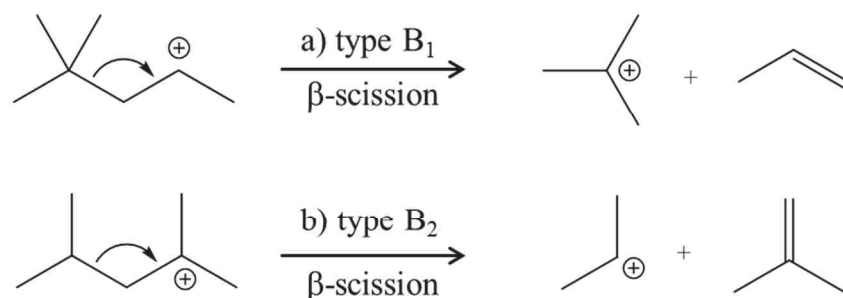 ⊕
a) type B₁
β-scission
⊕
+
b) type B₂
β-scission
⊕
⊕
+